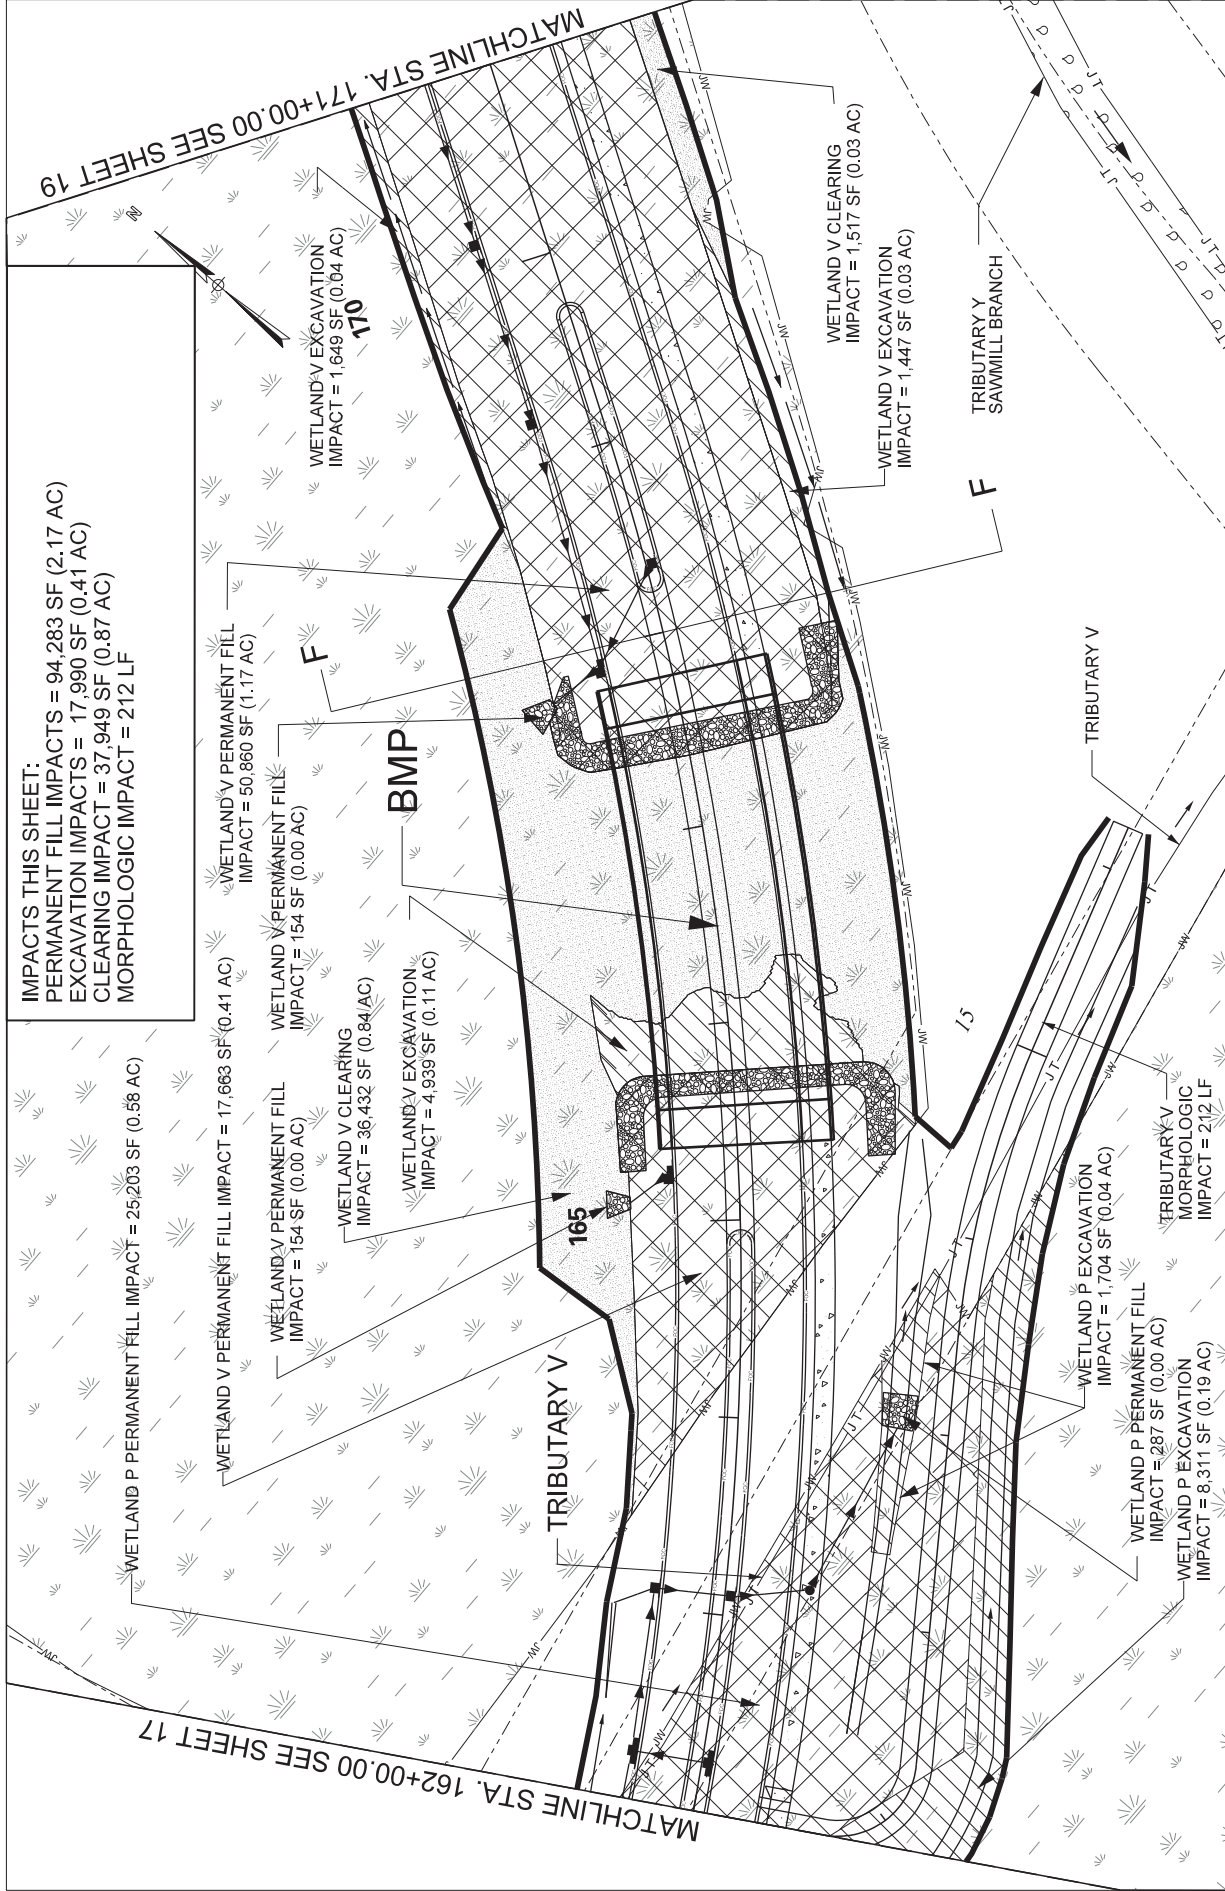 IMPACTS THIS SHEET:
PERMANENT FILL IMPACTS = 94,283 SF (2.17 AC)
EXCAVATION IMPACTS = 17,990 SF (0.41 AC)
CLEARING IMPACT = 37,949 SF (0.87 AC)
MORPHOLOGIC IMPACT = 212 LF
MATCHLINE STA. 162+00.00 SEE SHEET 17
MATCHLINE STA. 171+00.00 SEE SHEET 19
N
WETLAND P PERMANENT FILL IMPACT = 25,203 SF (0.58 AC)
WETLAND V PERMANENT FILL IMPACT = 17,663 SF (0.41 AC)
WETLAND V PERMANENT FILL
IMPACT = 154 SF (0.00 AC)
WETLAND V CLEARING
IMPACT = 36,432 SF (0.84 AC)
WETLAND V EXCAVATION
IMPACT = 4,939 SF (0.11 AC)
WETLAND V PERMANENT FILL
IMPACT = 50,860 SF (1.17 AC)
WETLAND V PERMANENT FILL
IMPACT = 154 SF (0.00 AC)
WETLAND V EXCAVATION
IMPACT = 1,649 SF (0.04 AC)
170
F
BMP
165
TRIBUTARY V
WETLAND V CLEARING
IMPACT = 1,517 SF (0.03 AC)
WETLAND V EXCAVATION
IMPACT = 1,447 SF (0.03 AC)
TRIBUTARY Y
SAWMILL BRANCH
F
TRIBUTARY V
15
TRIBUTARY V
MORPHOLOGIC
IMPACT = 212 LF
WETLAND P EXCAVATION
IMPACT = 1,704 SF (0.04 AC)
WETLAND P PERMANENT FILL
IMPACT = 287 SF (0.00 AC)
WETLAND P EXCAVATION
IMPACT = 8,311 SF (0.19 AC)